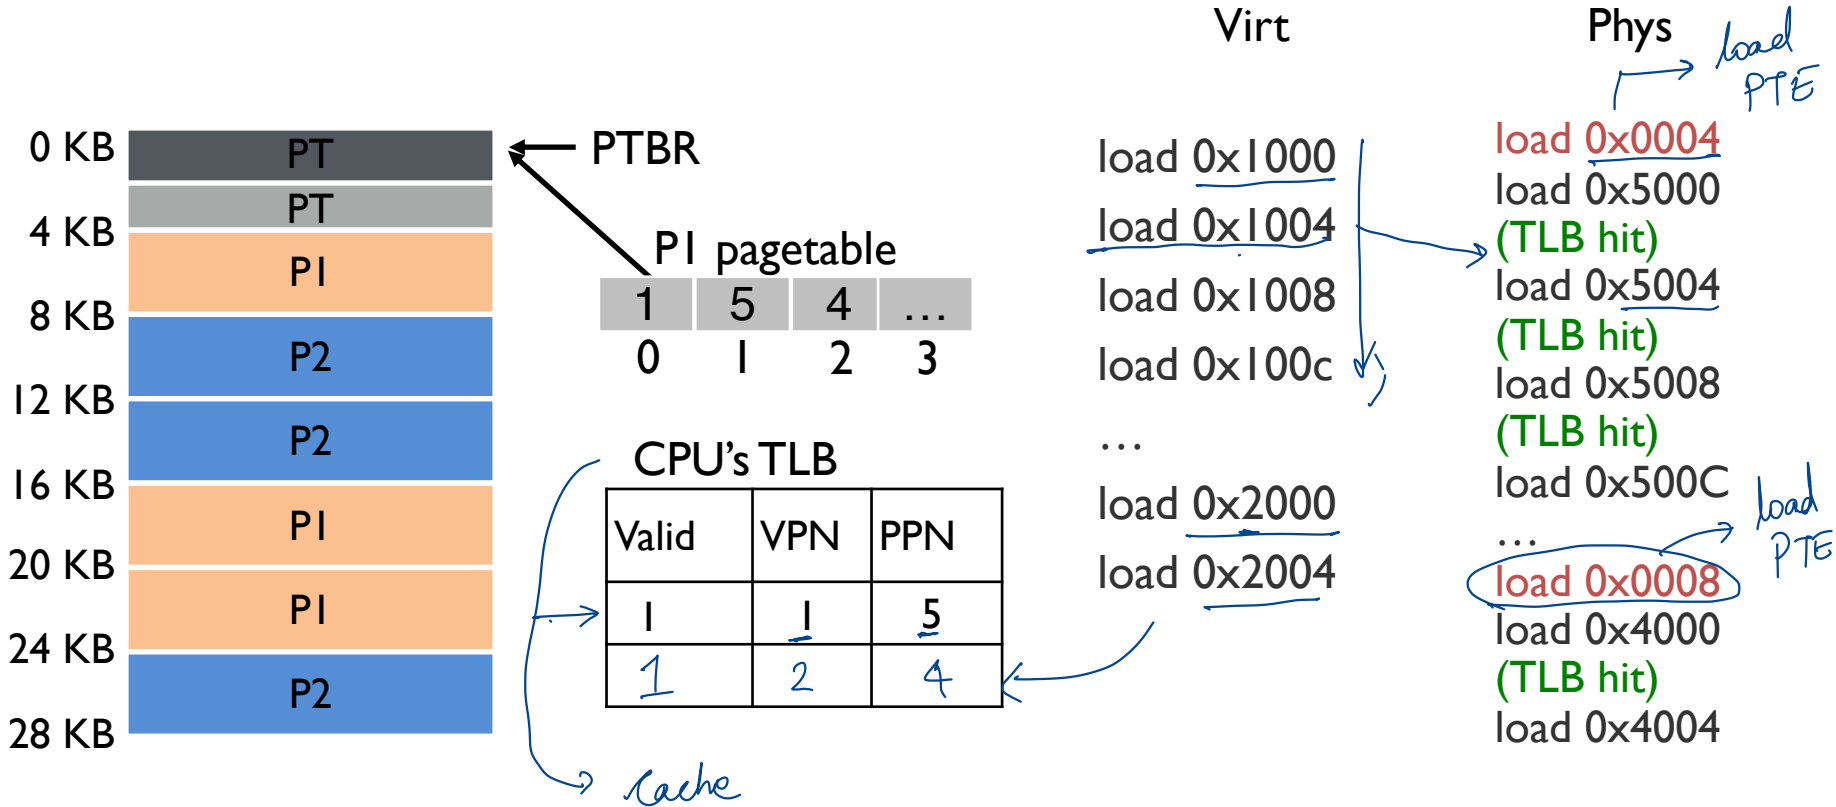 Virt
Phys
load
PTE
0 KB
PT
PTBR
PT
4 KB
P1
8 KB
P2
12 KB
P2
16 KB
P1
20 KB
P1
24 KB
P2
28 KB
P1 pagetable
1 5 4 ...
0 1 2 3
CPU's TLB
Valid VPN PPN
1 1 5
1 2 4
cache
load 0x1000
load 0x1004
load 0x1008
load 0x100c
...
load 0x2000
load 0x2004
load 0x0004
load 0x5000
(TLB hit)
load 0x5004
(TLB hit)
load 0x5008
(TLB hit)
load 0x500C
...
load
PTE
load 0x0008
load 0x4000
(TLB hit)
load 0x4004